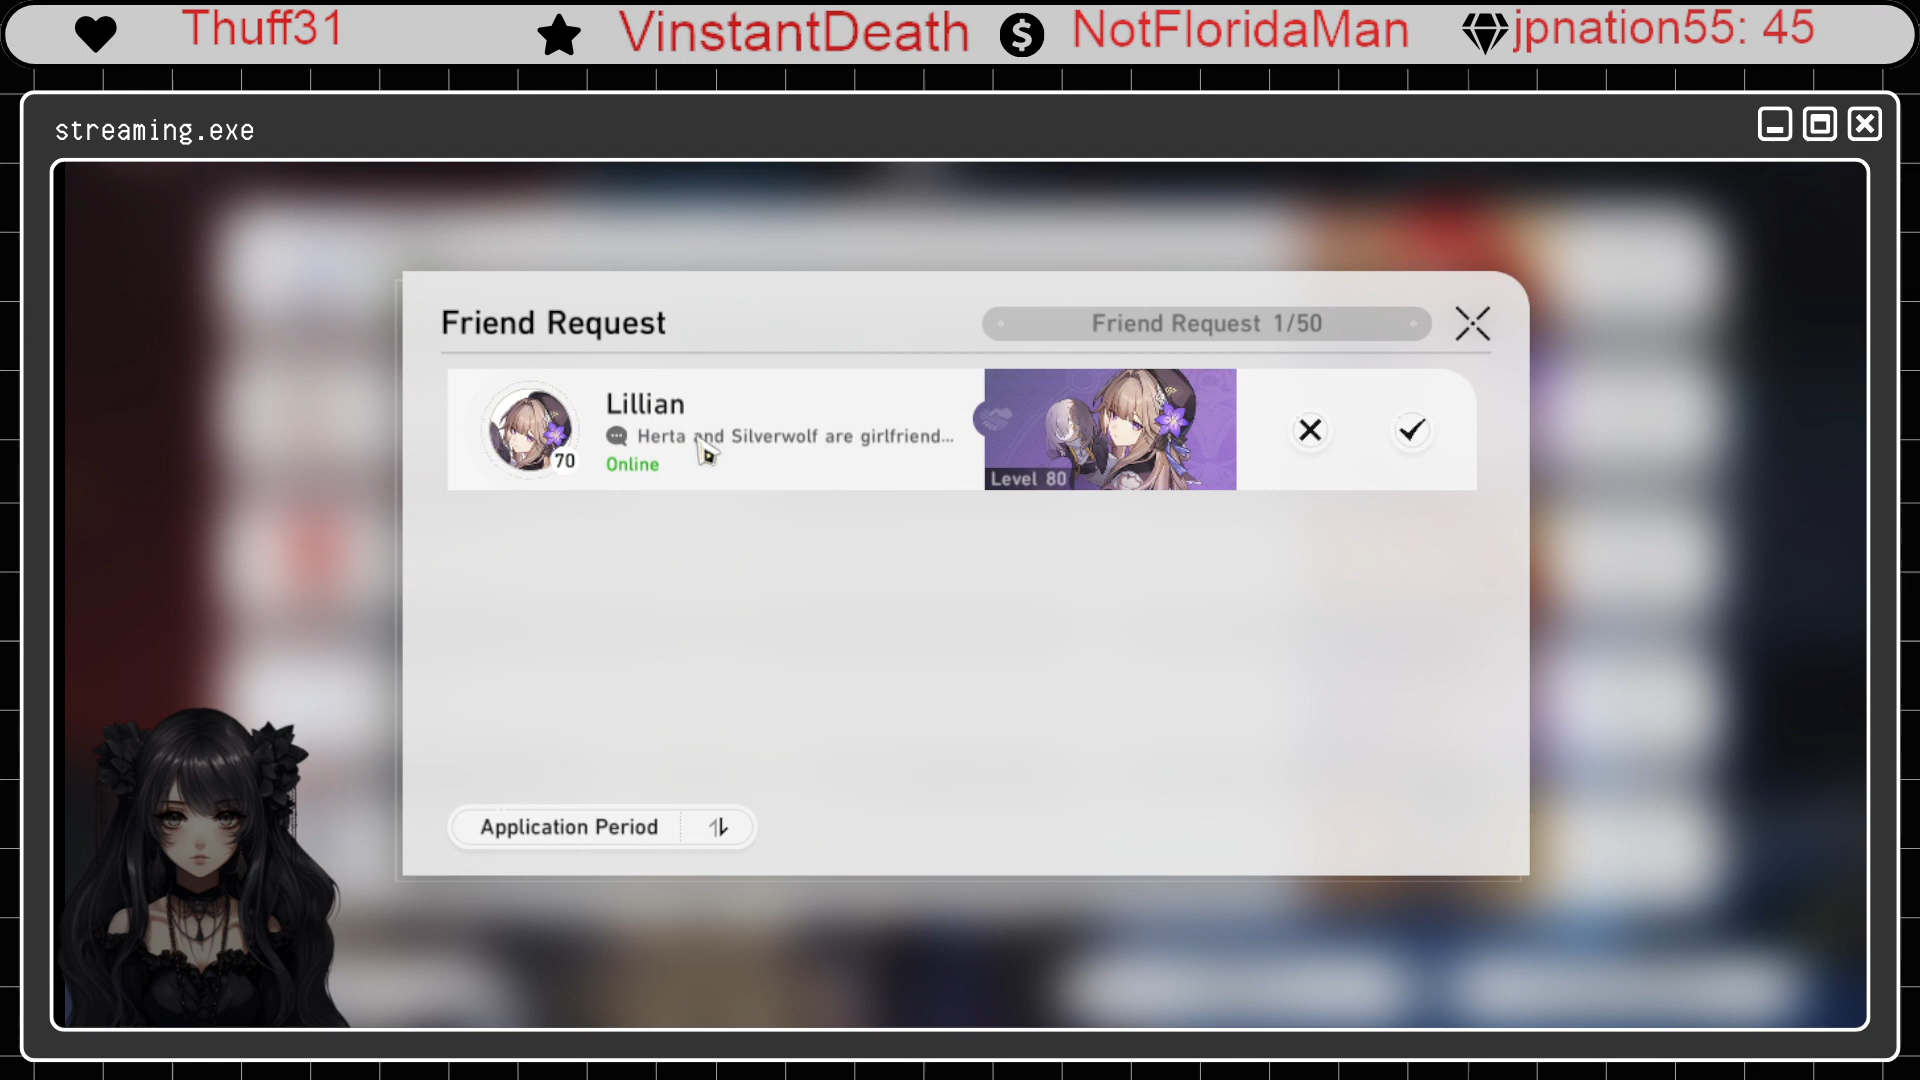 Thuff31 VinstantDeath NotFloridaMan jpnation55: 45
streaming.exe
Friend Request Friend Request 1/50
Lillian
Herta and Silverwolf are girlfriend...
Online
70
Level 80
Application Period